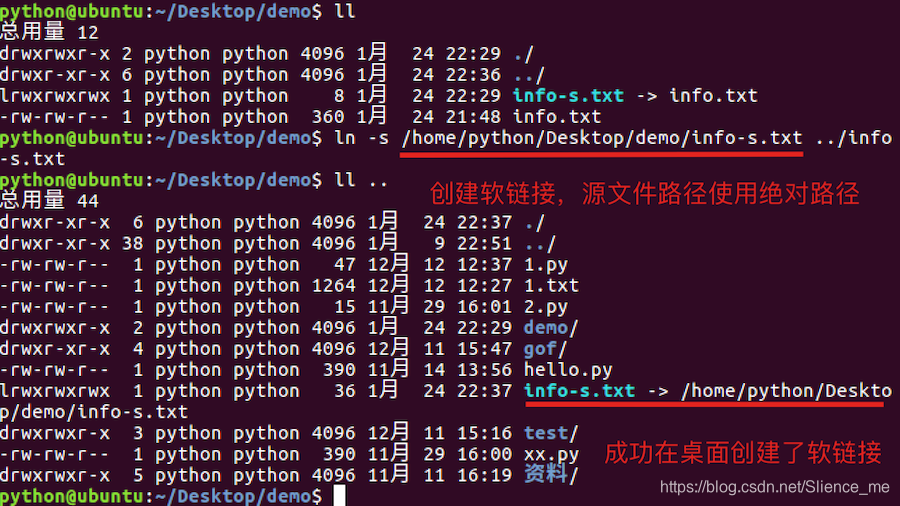 python@ubuntu:~/Desktop/demo$ ll
总用量 12
drwxrwxr-x 2 python python 4096 1月  24 22:29 ./
drwxr-xr-x 6 python python 4096 1月  24 22:36 ../
lrwxrwxrwx 1 python python    8 1月  24 22:29 info-s.txt -> info.txt
-rw-rw-r-- 1 python python  360 1月  24 21:48 info.txt
python@ubuntu:~/Desktop/demo$ ln -s /home/python/Desktop/demo/info-s.txt ../info
-s.txt
python@ubuntu:~/Desktop/demo$ ll ..
创建软链接，源文件路径使用绝对路径
总用量 44
drwxr-xr-x  6 python python 4096 1月  24 22:37 ./
drwxr-xr-x 38 python python 4096 1月   9 22:51 ../
-rw-rw-r--  1 python python   47 12月 12 12:37 1.py
-rw-rw-r--  1 python python 1264 12月 12 12:27 1.txt
-rw-rw-r--  1 python python   15 11月 29 16:01 2.py
drwxrwxr-x  2 python python 4096 1月  24 22:29 demo/
drwxrwxr-x  4 python python 4096 12月 11 15:47 gof/
-rw-rw-r--  1 python python  390 11月 14 13:56 hello.py
lrwxrwxrwx  1 python python   36 1月  24 22:37 info-s.txt -> /home/python/Deskto
p/demo/info-s.txt
drwxrwxr-x  3 python python 4096 12月 11 15:16 test/
-rw-rw-r--  1 python python  390 11月 29 16:00 xx.py
成功在桌面创建了软链接
drwxrwxr-x  5 python python 4096 11月 11 16:19 资料/
python@ubuntu:~/Desktop/demo$
https://blog.csdn.net/Slience_me